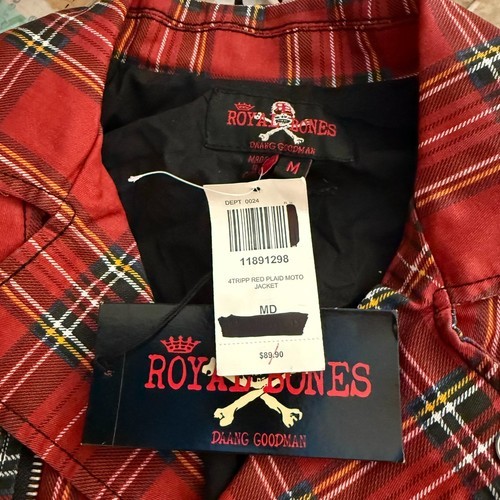 ROYAL BONES
DAANG GOODMAN
M
DEPT 0024
11891298
4TRIPP RED PLAID MOTO
JACKET
MD
$89.90
ROYAL BONES
DAANG GOODMAN